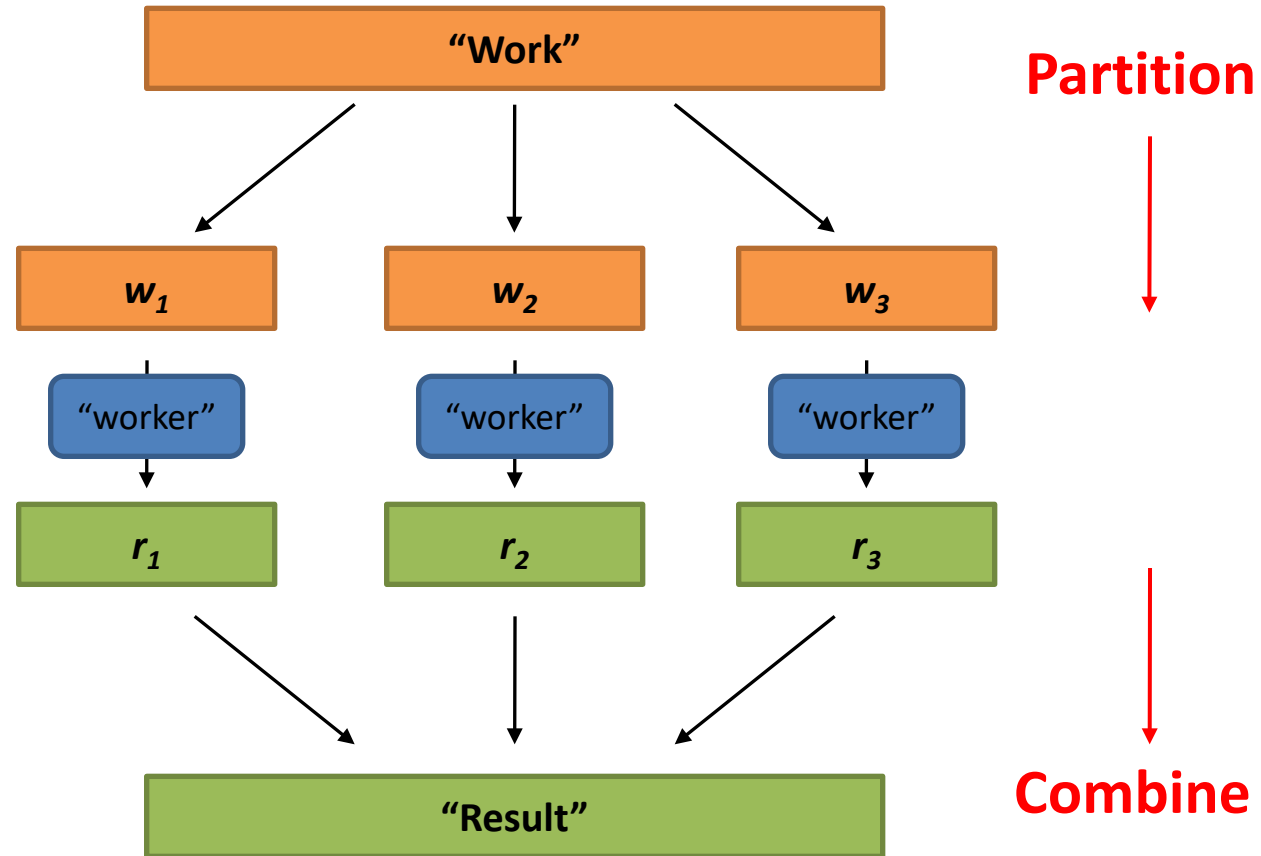 “Work”
Partition
w₁ w₂ w₃
“worker” “worker” “worker”
r₁ r₂ r₃
Combine
“Result”